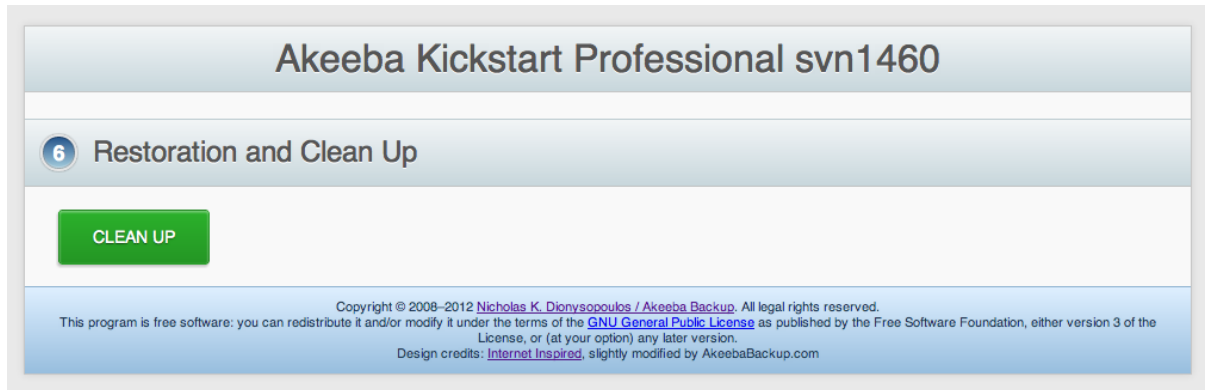 Akeeba Kickstart Professional svn1460
6 Restoration and Clean Up
CLEAN UP
Copyright © 2008–2012 Nicholas K. Dionysopoulos / Akeeba Backup. All legal rights reserved.
This program is free software: you can redistribute it and/or modify it under the terms of the GNU General Public License as published by the Free Software Foundation, either version 3 of the
License, or (at your option) any later version.
Design credits: Internet Inspired, slightly modified by AkeebaBackup.com